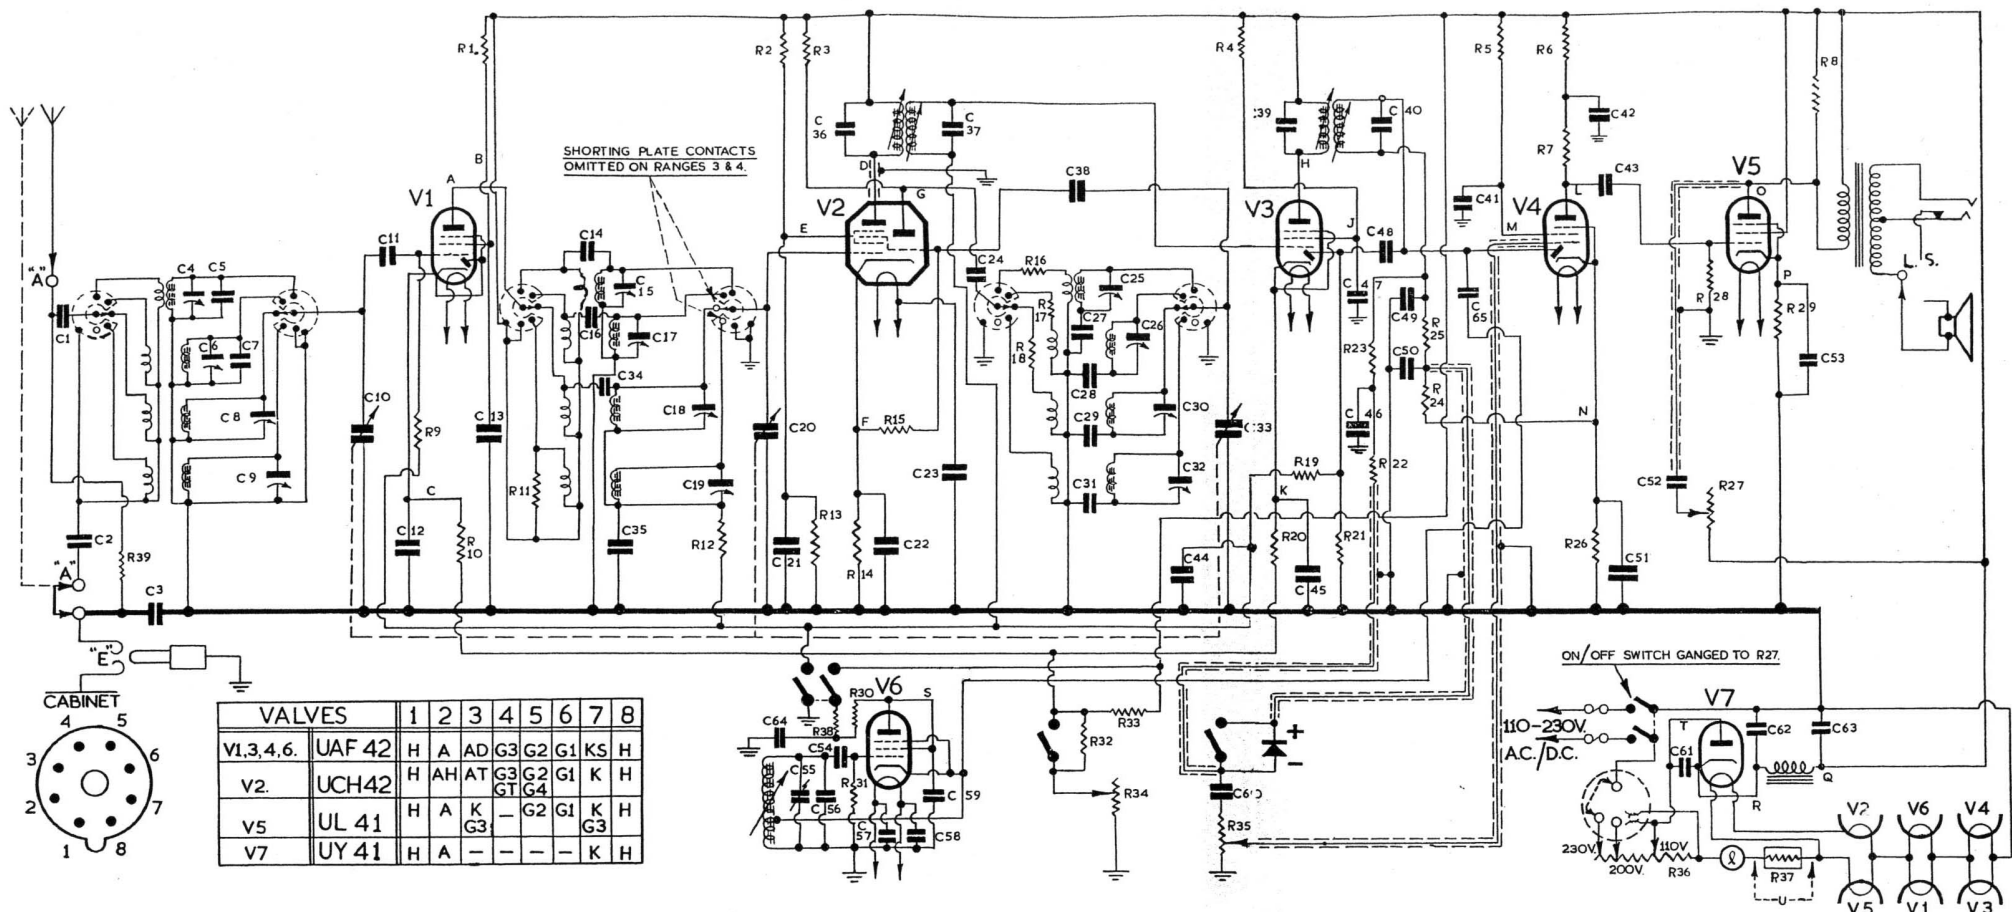 R1
R2
R3
R4
R5
R6
R8
"A"
C1
C4
C5
C6
C7
C8
C9
C2
"A"
R39
C3
"E"
CABINET
C10
C11
V1
A
B
R9
C
C12
R10
C13
SHORTING PLATE CONTACTS
OMITTED ON RANGES 3 & 4.
C14
C15
C16
C17
C34
C18
C19
R11
C35
R12
C20
C36
C37
D
V2
E
G
F
R15
R13
C21
R14
C22
C23
C38
C24
R16
R17
R18
C25
C27
C26
C28
C29
C30
C31
C32
C33
C39
C40
H
V3
J
C48
C47
C49
R25
C65
R23
C50
R24
C46
R22
R19
K
R20
R21
C44
C45
C41
V4
M
L
R7
C42
C43
N
R26
C51
V5
O
P
R28
R29
C53
C52
R27
L.S.
V6
S
R30
R38
C64
C54
C55
C56
R31
C57
C58
C59
R33
R32
R34
+
–
C60
R35
ON/OFF SWITCH GANGED TO R27.
110-230V.
A.C./D.C.
V7
T
C61
C62
C63
R
Q
230V.
200V.
110V
R36
R37
U
V2
V6
V4
V5
V1
V3
4 5
3 6
2 7
1 8
VALVES 1 2 3 4 5 6 7 8
V1,3,4,6. UAF 42 H A AD G3 G2 G1 KS H
V2. UCH42 H AH AT G3 GT G2 G4 G1 K H
V5 UL 41 H A K G3 – G2 G1 K G3 H
V7 UY 41 H A – – – – K H